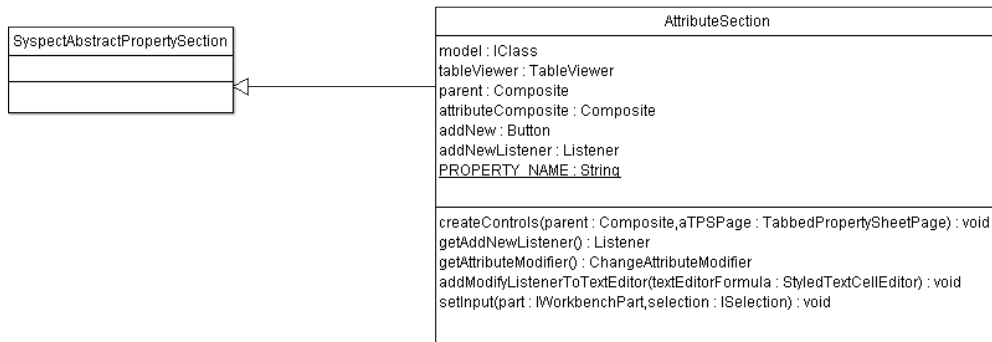 SyspectAbstractPropertySection
AttributeSection
model : IClass
tableViewer : TableViewer
parent : Composite
attributeComposite : Composite
addNew : Button
addNewListener : Listener
PROPERTY_NAME : String
createControls(parent : Composite,aTPSPage : TabbedPropertySheetPage) : void
getAddNewListener() : Listener
getAttributeModifier() : ChangeAttributeModifier
addModifyListenerToTextEditor(textEditorFormula : StyledTextCellEditor) : void
setInput(part : IWorkbenchPart,selection : ISelection) : void